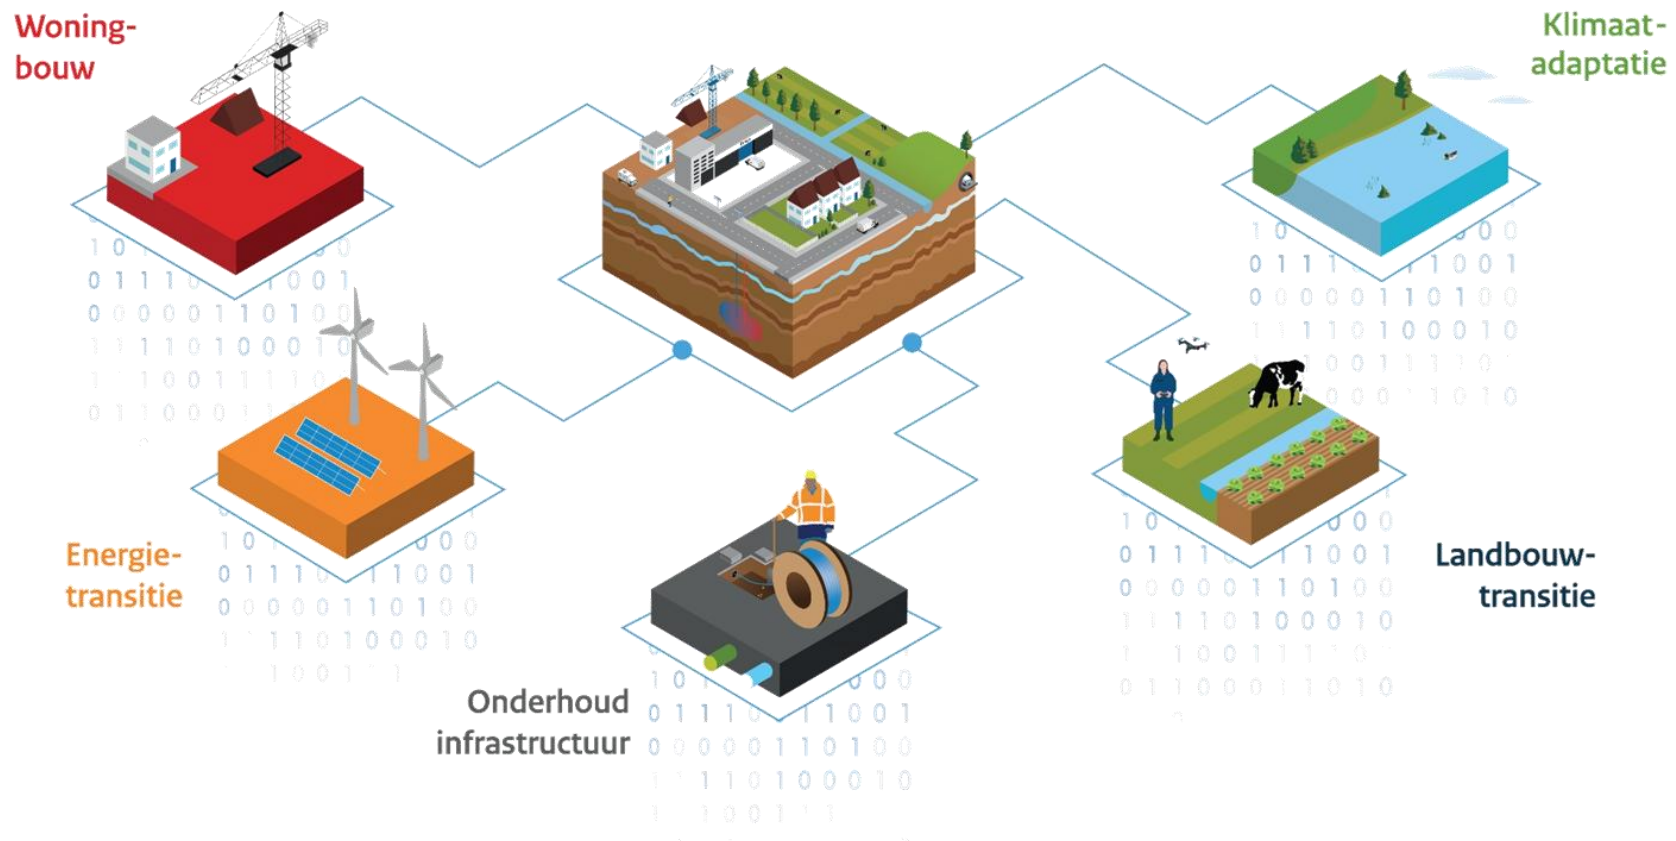 Woning-
bouw
Klimaat-
adaptatie
Energie-
transitie
Landbouw-
transitie
Onderhoud
infrastructuur